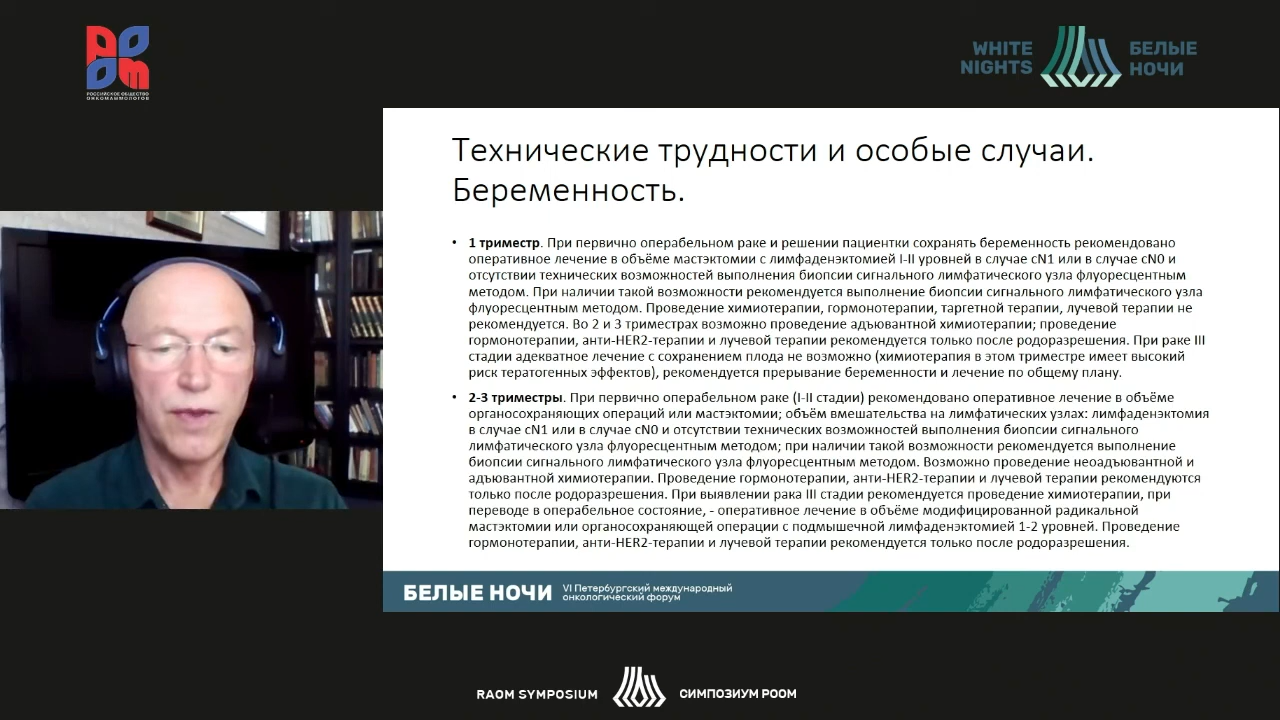 РОССИЙСКОЕ ОБЩЕСТВО
ОНКОМАММОЛОГОВ
WHITE
NIGHTS
БЕЛЫЕ
НОЧИ
Технические трудности и особые случаи.
Беременность.
• 1 триместр. При первично операбельном раке и решении пациентки сохранять беременность рекомендовано
оперативное лечение в объёме мастэктомии с лимфаденэктомией I-II уровней в случае cN1 или в случае cN0 и
отсутствии технических возможностей выполнения биопсии сигнального лимфатического узла флуоресцентным
методом. При наличии такой возможности рекомендуется выполнение биопсии сигнального лимфатического узла
флуоресцентным методом. Проведение химиотерапии, гормонотерапии, таргетной терапии, лучевой терапии не
рекомендуется. Во 2 и 3 триместрах возможно проведение адъювантной химиотерапии; проведение
гормонотерапии, анти-HER2-терапии и лучевой терапии рекомендуется только после родоразрешения. При раке III
стадии адекватное лечение с сохранением плода не возможно (химиотерапия в этом триместре имеет высокий
риск тератогенных эффектов), рекомендуется прерывание беременности и лечение по общему плану.
• 2-3 триместры. При первично операбельном раке (I-II стадии) рекомендовано оперативное лечение в объёме
органосохраняющих операций или мастэктомии; объём вмешательства на лимфатических узлах: лимфаденэктомия
в случае cN1 или в случае cN0 и отсутствии технических возможностей выполнения биопсии сигнального
лимфатического узла флуоресцентным методом; при наличии такой возможности рекомендуется выполнение
биопсии сигнального лимфатического узла флуоресцентным методом. Возможно проведение неоадъювантной и
адъювантной химиотерапии. Проведение гормонотерапии, анти-HER2-терапии и лучевой терапии рекомендуются
только после родоразрешения. При выявлении рака III стадии рекомендуется проведение химиотерапии, при
переводе в операбельное состояние, - оперативное лечение в объёме модифицированной радикальной
мастэктомии или органосохраняющей операции с подмышечной лимфаденэктомией 1-2 уровней. Проведение
гормонотерапии, анти-HER2-терапии и лучевой терапии рекомендуется только после родоразрешения.
БЕЛЫЕ НОЧИ
VI Петербургский международный
онкологический форум
RAOM SYMPOSIUM
СИМПОЗИУМ РООМ